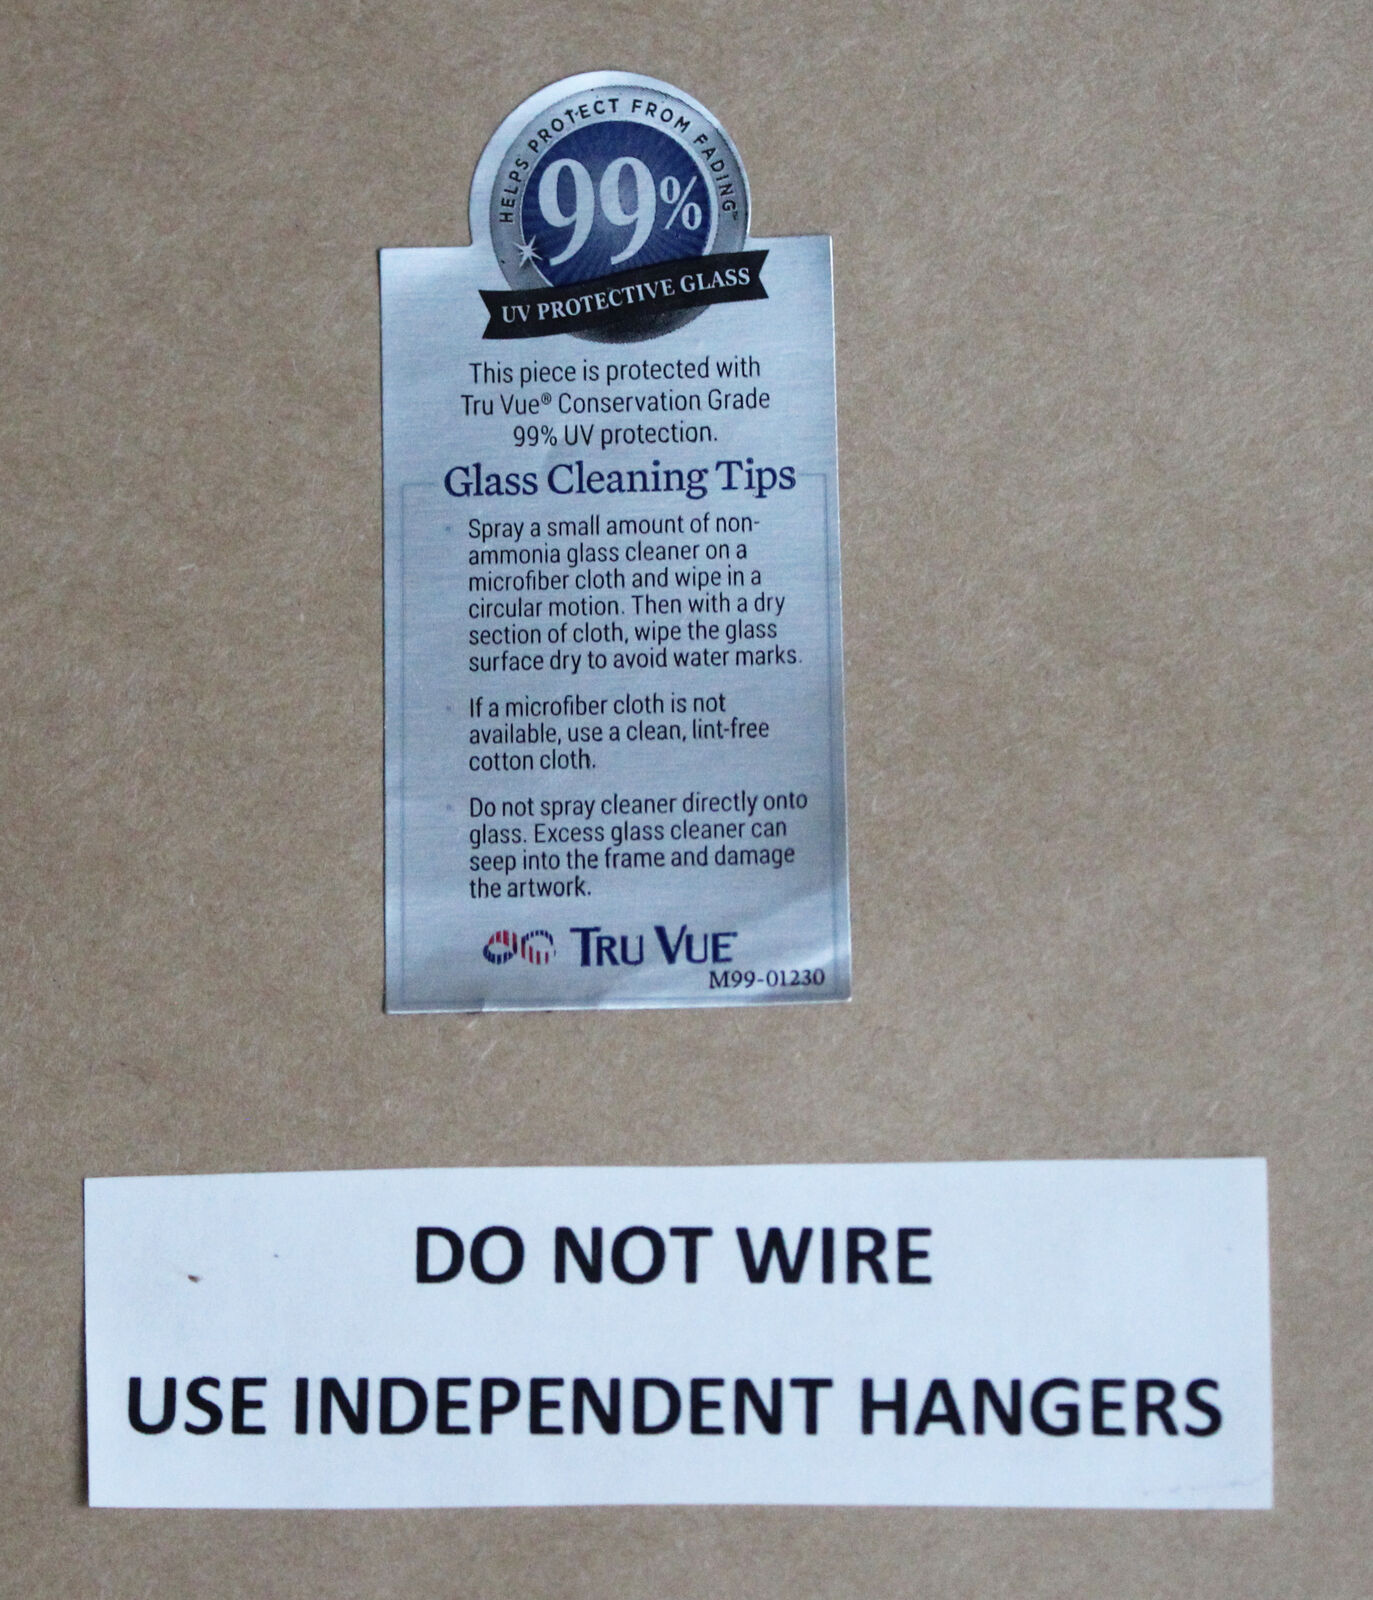 HELPS PROTECT FROM FADING™
99%
UV PROTECTIVE GLASS
This piece is protected with
Tru Vue® Conservation Grade
99% UV protection.
Glass Cleaning Tips
Spray a small amount of non-
ammonia glass cleaner on a
microfiber cloth and wipe in a
circular motion. Then with a dry
section of cloth, wipe the glass
surface dry to avoid water marks.
If a microfiber cloth is not
available, use a clean, lint-free
cotton cloth.
Do not spray cleaner directly onto
glass. Excess glass cleaner can
seep into the frame and damage
the artwork.
TRU VUE
M99-01230
DO NOT WIRE
USE INDEPENDENT HANGERS